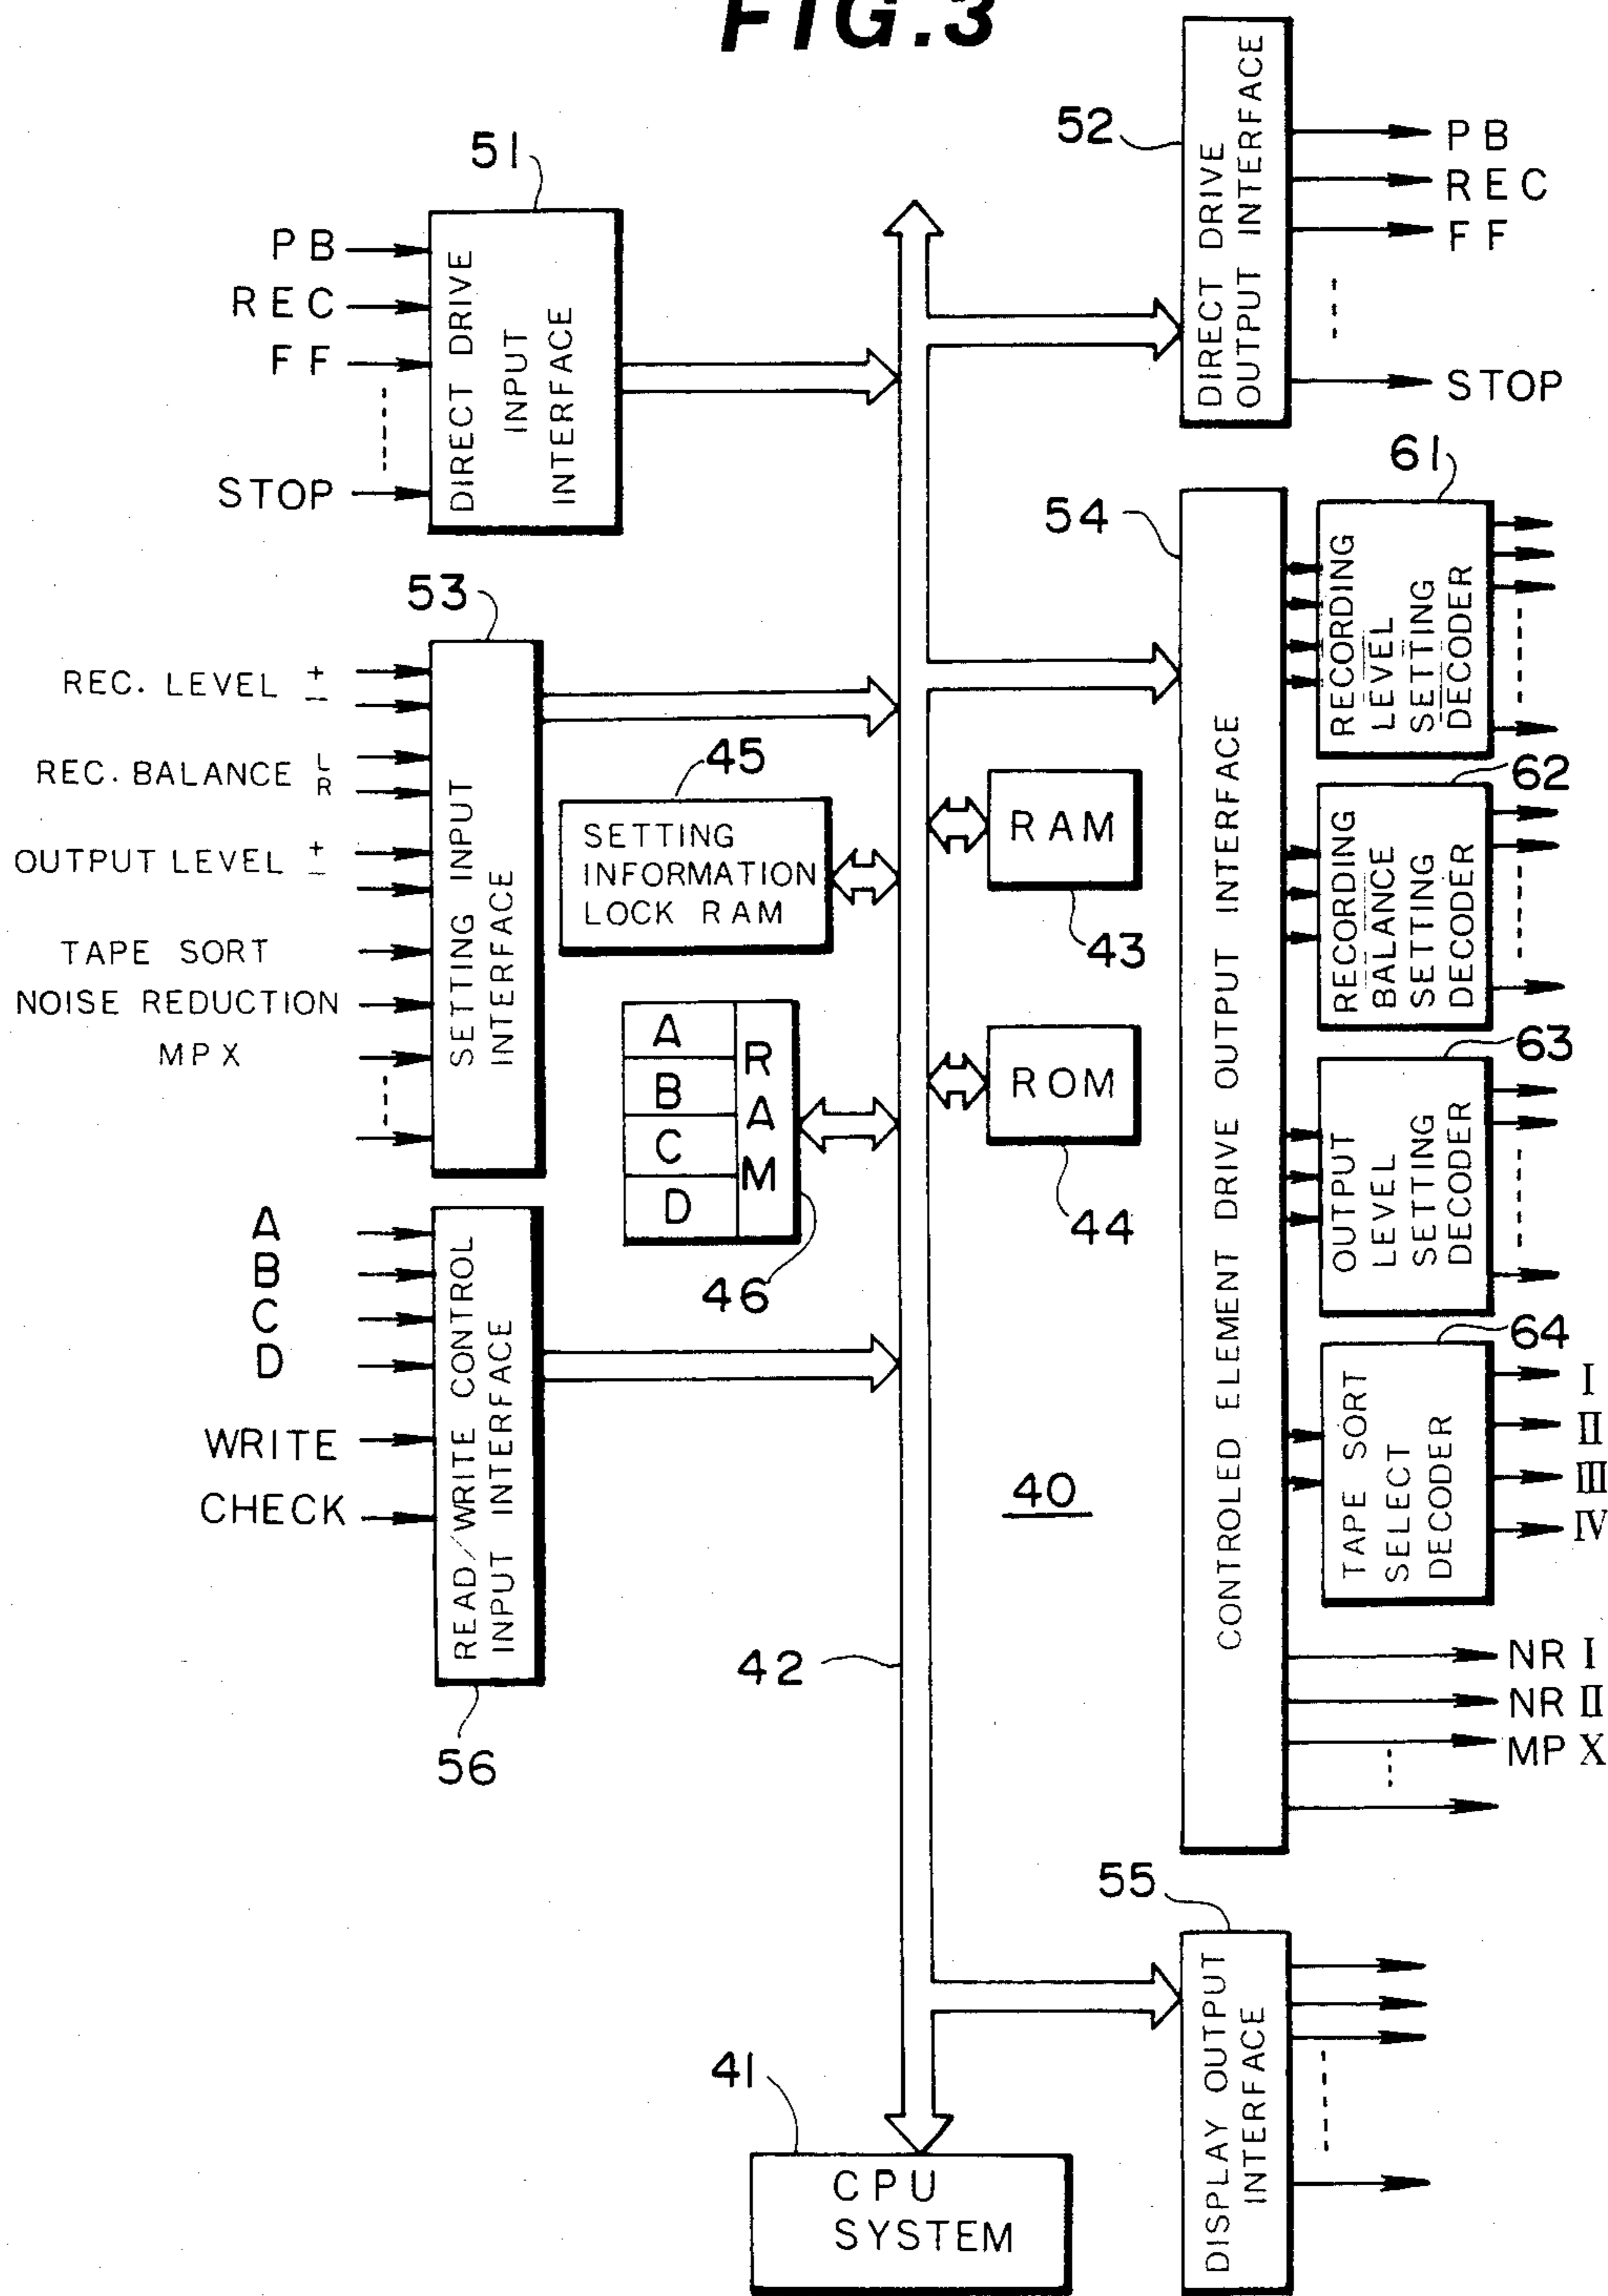 FIG.3
51
PB
REC
FF
STOP
DIRECT DRIVE
INPUT
INTERFACE
52
DIRECT DRIVE
OUTPUT INTERFACE
PB
REC
FF
STOP
53
REC. LEVEL + −
REC. BALANCE L R
OUTPUT LEVEL + −
TAPE SORT
NOISE REDUCTION
MPX
SETTING INPUT
INTERFACE
45
SETTING
INFORMATION
LOCK RAM
A
B
C
D
RAM
46
RAM
43
ROM
44
A
B
C
D
WRITE
CHECK
READ/WRITE CONTROL
INPUT INTERFACE
56
42
40
54
CONTROLLED ELEMENT DRIVE OUTPUT INTERFACE
61
RECORDING
LEVEL
SETTING
DECODER
62
RECORDING
BALANCE
SETTING
DECODER
63
OUTPUT
LEVEL
SETTING
DECODER
64
TAPE SORT
SELECT
DECODER
I
II
III
IV
NR I
NR II
MPX
55
DISPLAY OUTPUT
INTERFACE
41
CPU
SYSTEM